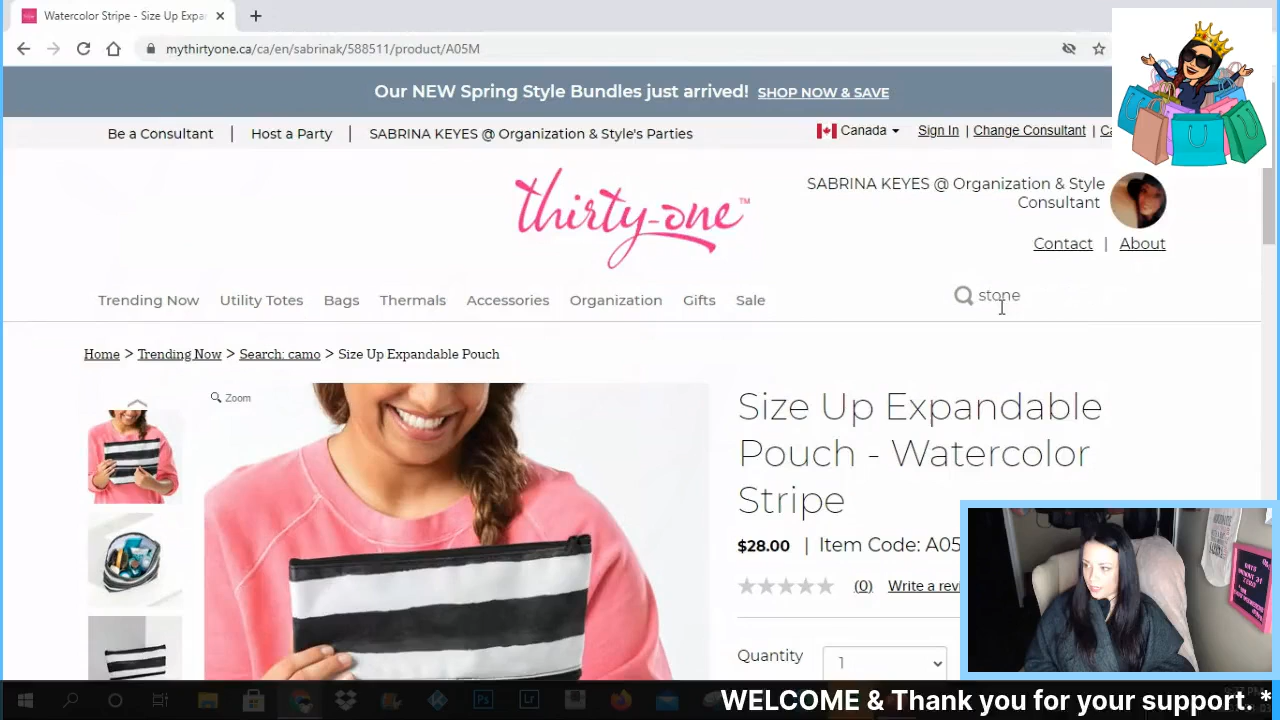 Watercolor Stripe - Size Up Expa
mythirtyone.ca/ca/en/sabrinak/588511/product/A05M
Our NEW Spring Style Bundles just arrived! SHOP NOW & SAVE
Be a Consultant | Host a Party | SABRINA KEYES @ Organization & Style's Parties
Canada Sign In | Change Consultant | Ca
thirty-one™
SABRINA KEYES @ Organization & Style
Consultant
Contact | About
Trending Now Utility Totes Bags Thermals Accessories Organization Gifts Sale
stone
Home > Trending Now > Search: camo > Size Up Expandable Pouch
Zoom
Size Up Expandable
Pouch - Watercolor
Stripe
$28.00 | Item Code: A05
(0) Write a revi
Quantity
1
WELCOME & Thank you for your support. *